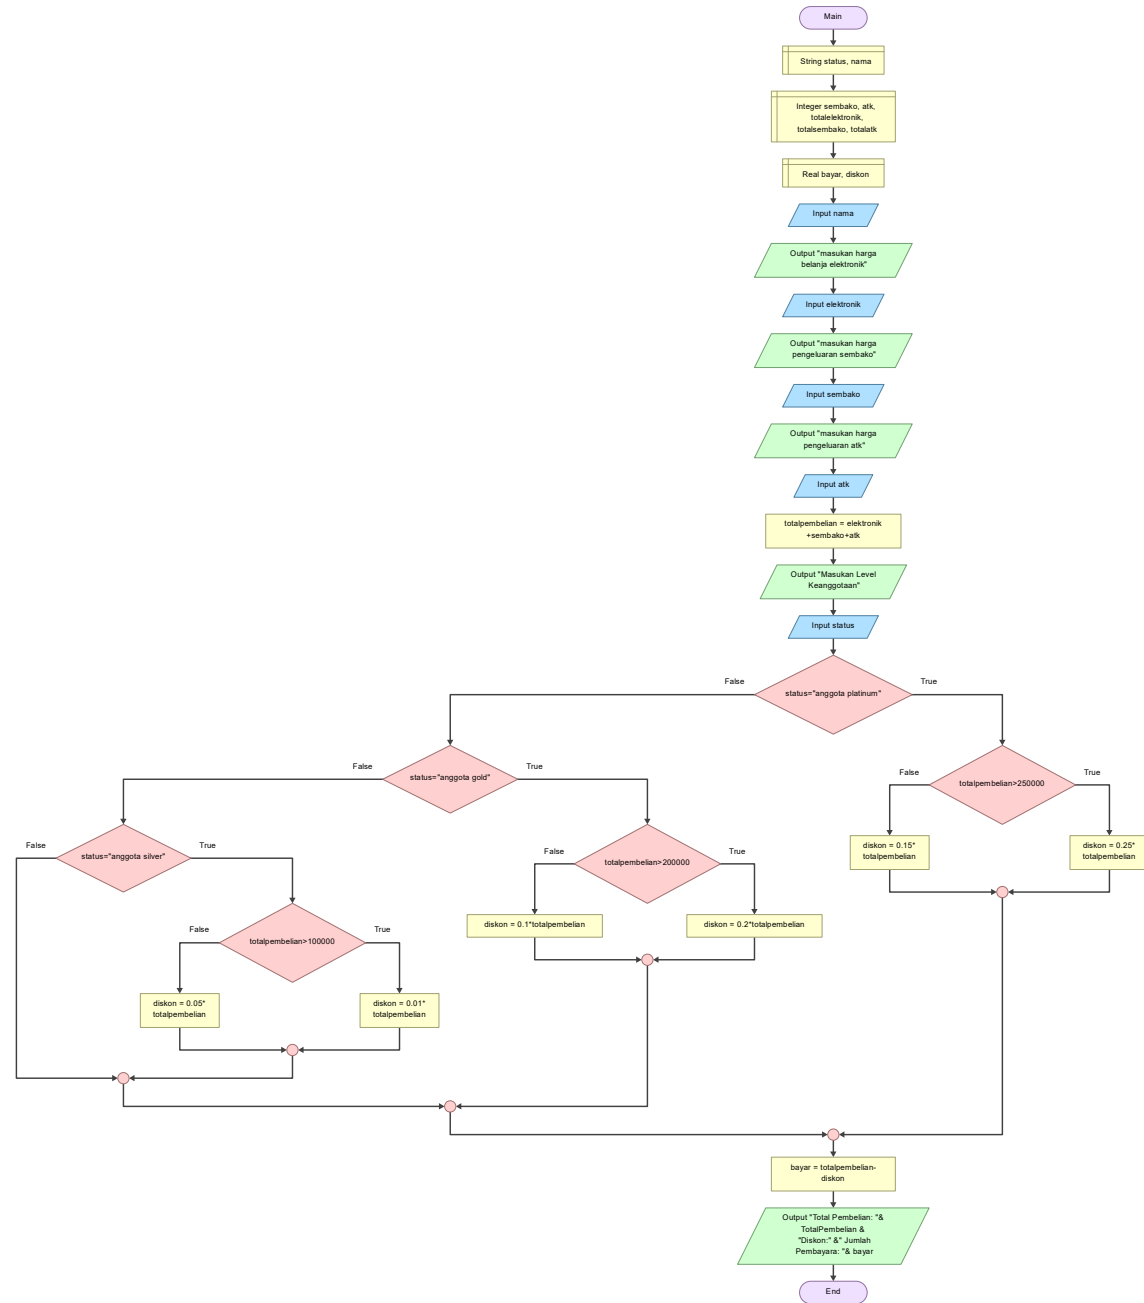 Main
String status, nama
Integer sembako, atk,
totalelektronik,
totalsembako, totalatk
Real bayar, diskon
Input nama
Output "masukan harga
belanja elektronik"
Input elektronik
Output "masukan harga
pengeluaran sembako"
Input sembako
Output "masukan harga
pengeluaran atk"
Input atk
totalpembelian = elektronik
+sembako+atk
Output "Masukan Level
Keanggotaan"
Input status
False
True
status="anggota platinum"
False
True
status="anggota gold"
False
True
totalpembelian>250000
False
True
status="anggota silver"
False
True
totalpembelian>200000
diskon = 0.15*
totalpembelian
diskon = 0.25*
totalpembelian
False
True
totalpembelian>100000
diskon = 0.1*totalpembelian
diskon = 0.2*totalpembelian
diskon = 0.05*
totalpembelian
diskon = 0.01*
totalpembelian
bayar = totalpembelian-
diskon
Output "Total Pembelian: "&
TotalPembelian &
"Diskon:" &" Jumlah
Pembayara: "& bayar
End